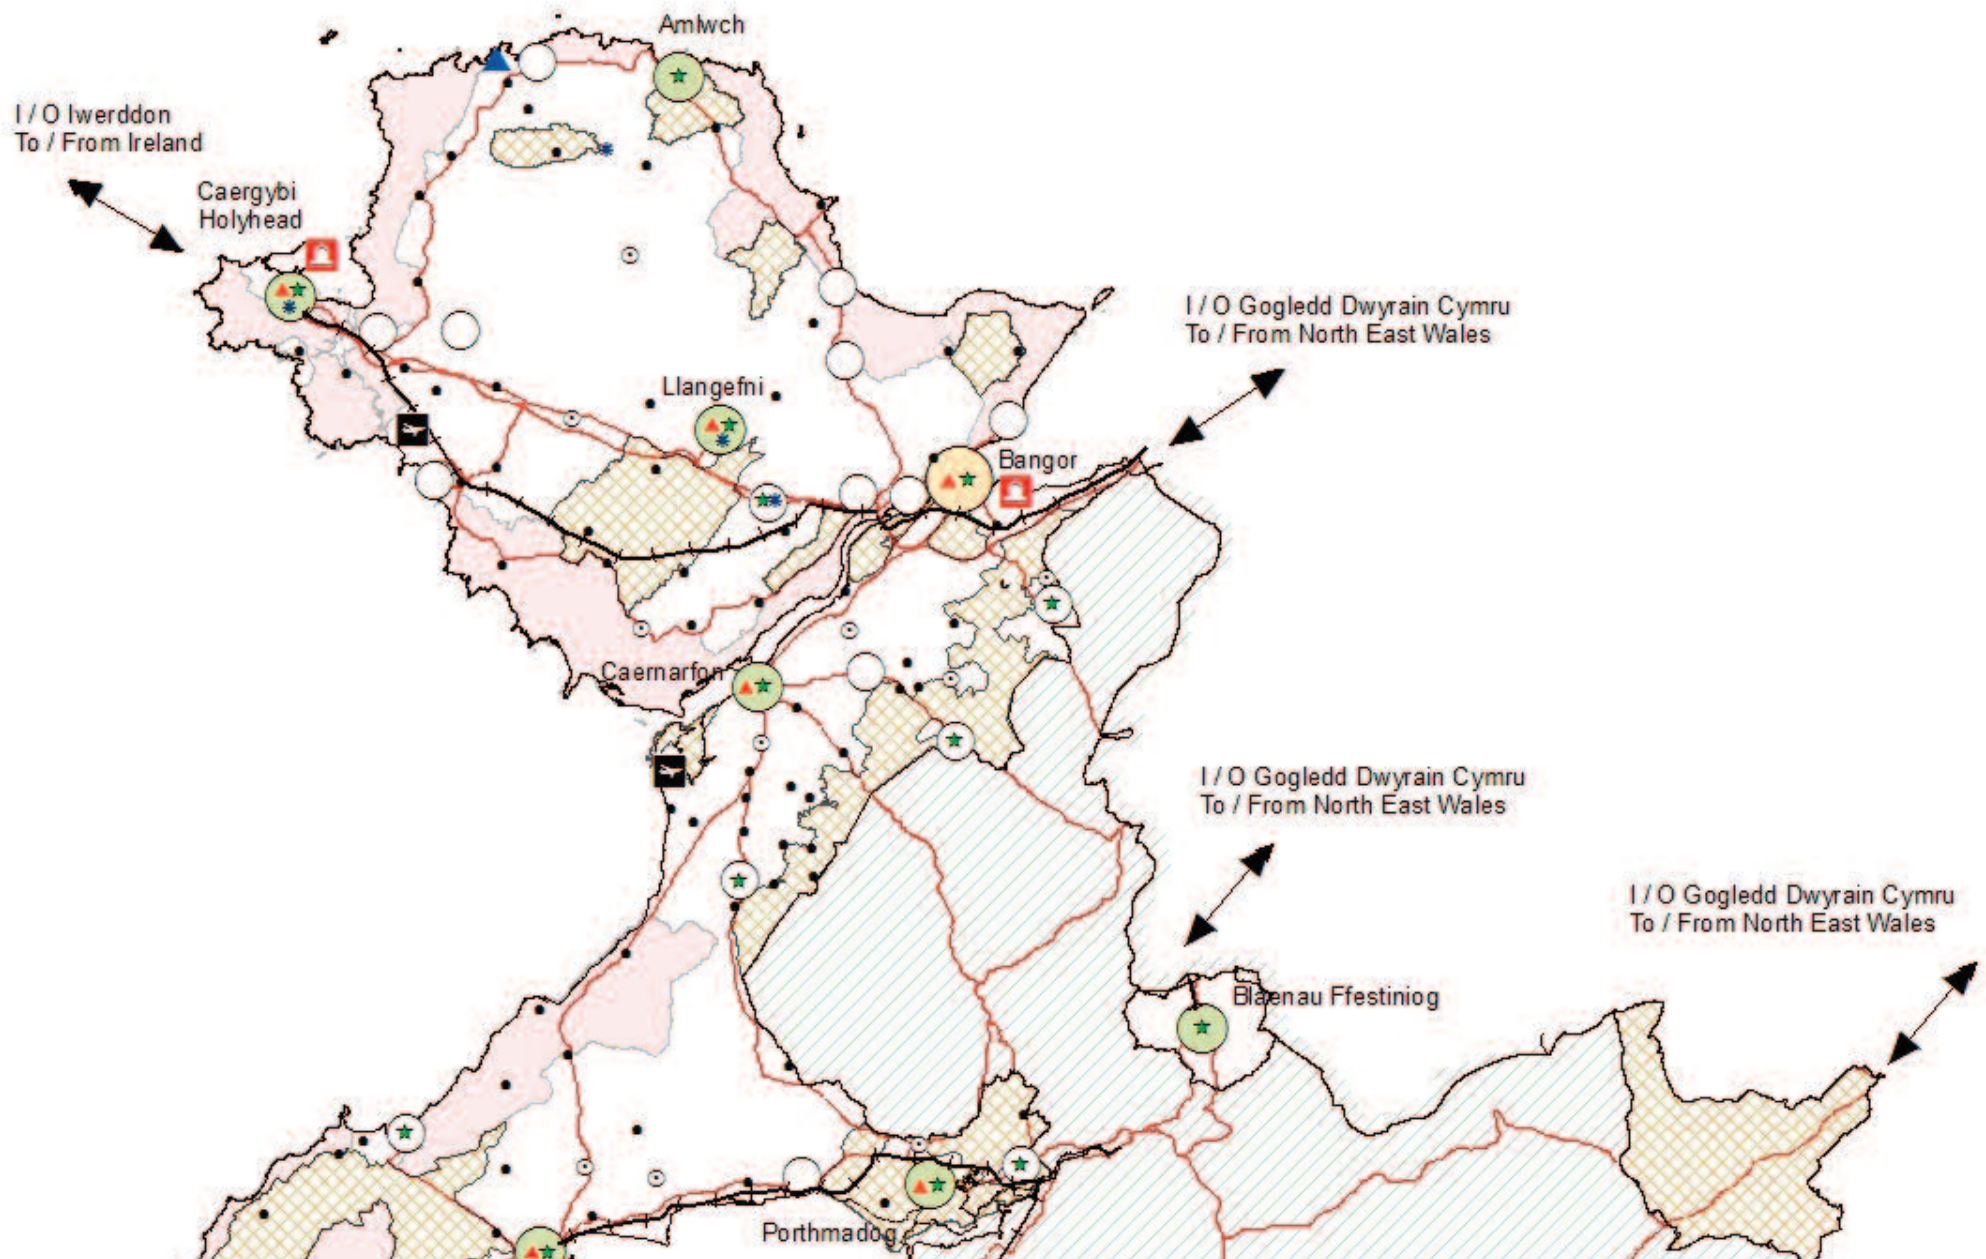 Amlwch
I / O Iwerddon
To / From Ireland
Caergybi
Holyhead
I / O Gogledd Dwyrain Cymru
To / From North East Wales
Llangefni
Bangor
Caernarfon
I / O Gogledd Dwyrain Cymru
To / From North East Wales
I / O Gogledd Dwyrain Cymru
To / From North East Wales
Blaenau Ffestiniog
Porthmadog